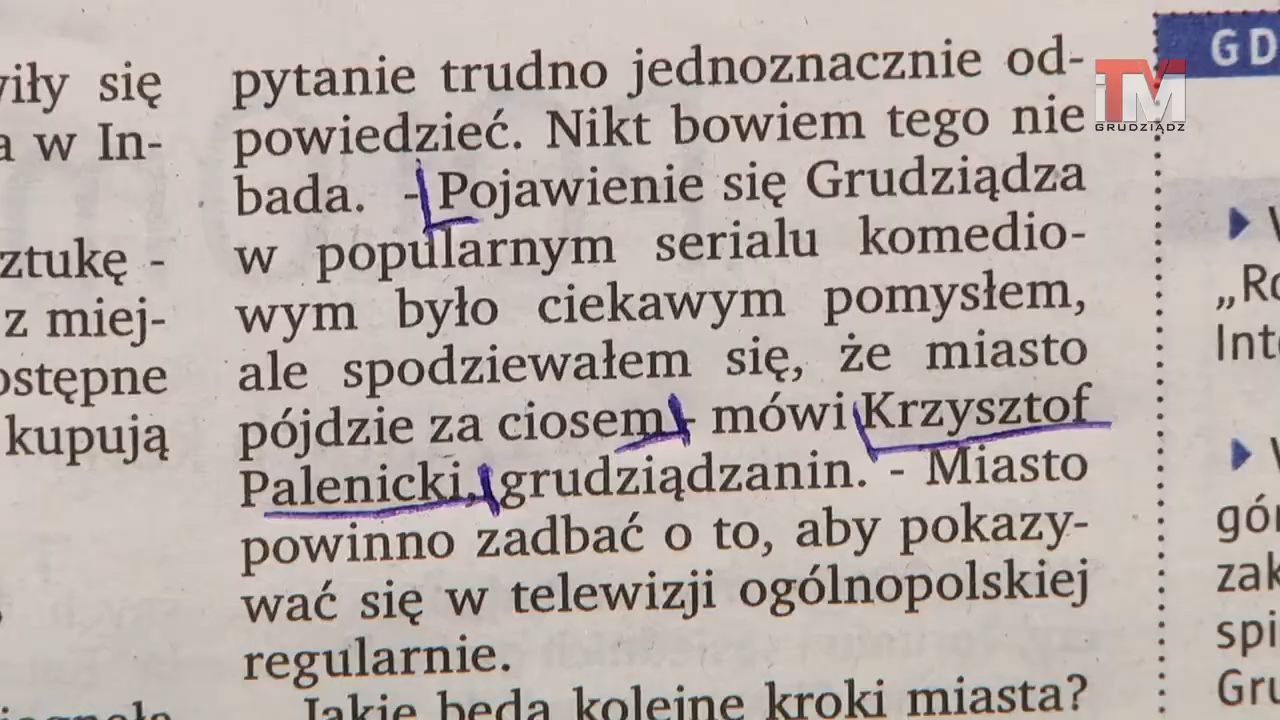 iły się
a w In-
ztukę -
z miej-
ostępne
kupują
pytanie trudno jednoznacznie od-
powiedzieć. Nikt bowiem tego nie
bada. - Pojawienie się Grudziądza
w popularnym serialu komedio-
wym było ciekawym pomysłem,
ale spodziewałem się, że miasto
pójdzie za ciosem - mówi Krzysztof
Palenicki, grudziądzanin. - Miasto
powinno zadbać o to, aby pokazy-
wać się w telewizji ogólnopolskiej
regularnie.
Jakie będą kolejne kroki miasta?
GD
iTM
GRUDZIĄDZ
„Ro
Inte
gór
zak
spi
Gru